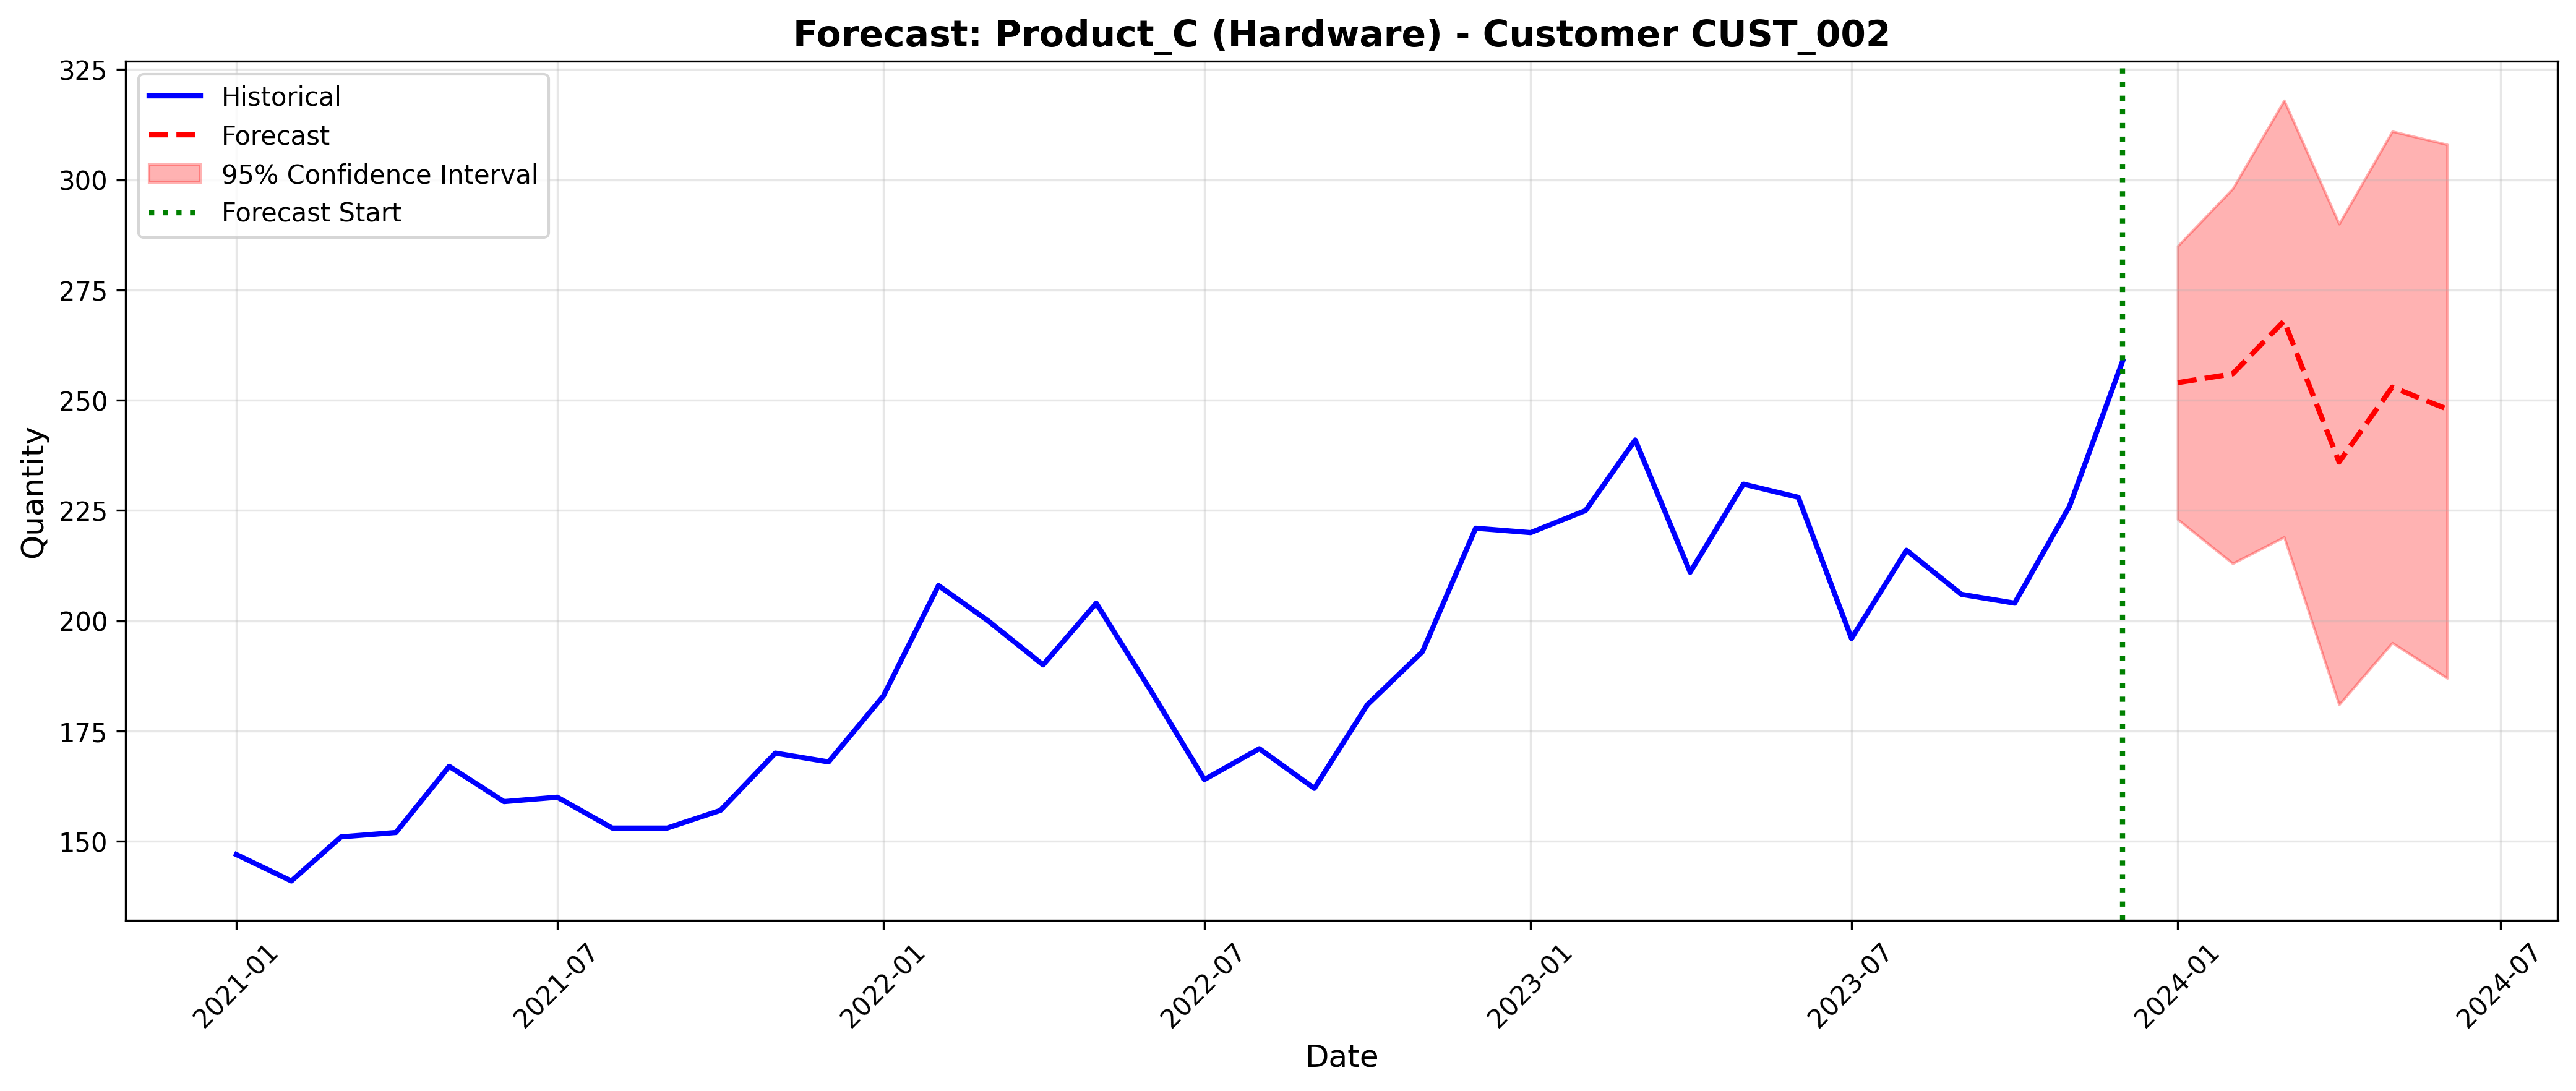 Forecast: Product_C (Hardware) - Customer CUST_002
Historical
Forecast
95% Confidence Interval
Forecast Start
Quantity
325
300
275
250
225
200
175
150
2021-01
2021-07
2022-01
2022-07
2023-01
2023-07
2024-01
2024-07
Date